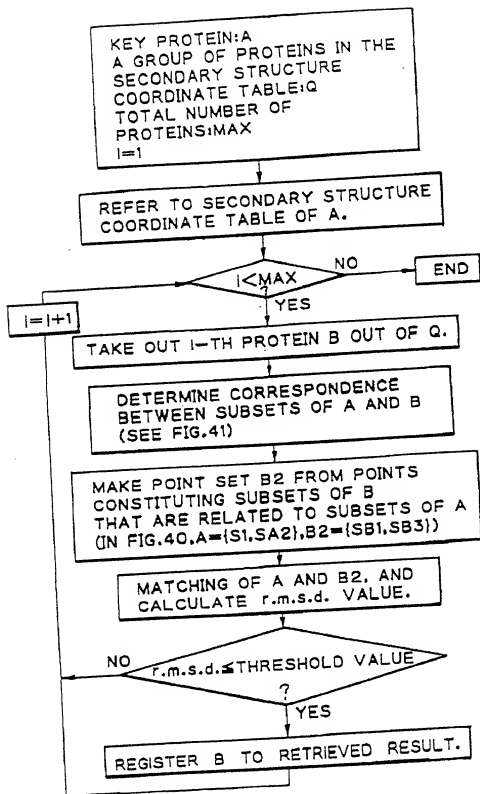 KEY PROTEIN:A
A GROUP OF PROTEINS IN THE
SECONDARY STRUCTURE
COORDINATE TABLE:Q
TOTAL NUMBER OF
PROTEINS:MAX
i=1
REFER TO SECONDARY STRUCTURE
COORDINATE TABLE OF A.
i<MAX
?
NO
END
YES
i=i+1
TAKE OUT i-TH PROTEIN B OUT OF Q.
DETERMINE CORRESPONDENCE
BETWEEN SUBSETS OF A AND B
(SEE FIG.41)
MAKE POINT SET B2 FROM POINTS
CONSTITUTING SUBSETS OF B
THAT ARE RELATED TO SUBSETS OF A
(IN FIG.40,A={S1,SA2},B2={SB1,SB3})
MATCHING OF A AND B2, AND
CALCULATE r.m.s.d. VALUE.
NO
r.m.s.d.≦THRESHOLD VALUE
?
YES
REGISTER B TO RETRIEVED RESULT.